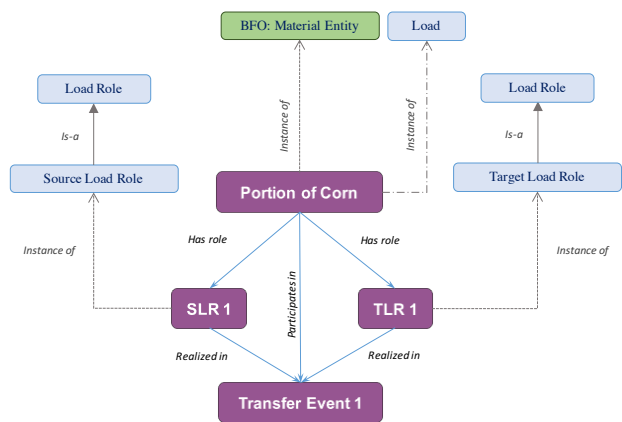 BFO: Material Entity
Load
Load Role
Load Role
Instance of
Instance of
Is-a
Is-a
Source Load Role
Portion of Corn
Target Load Role
Has role
Has role
Instance of
Instance of
Participates in
SLR 1
TLR 1
Realized in
Realized in
Transfer Event 1